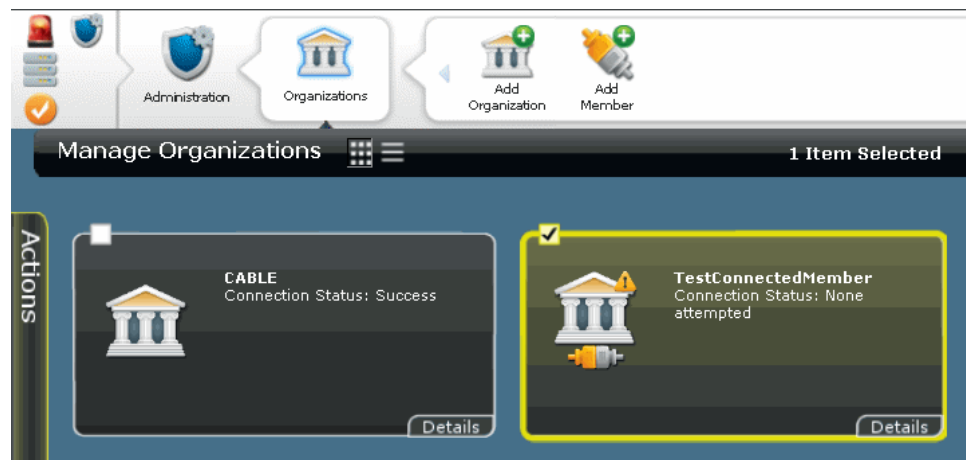 Administration
Organizations
Add
Organization
Add
Member
Manage Organizations
1 Item Selected
Actions
CABLE
Connection Status: Success
Details
TestConnectedMember
Connection Status: None
attempted
Details